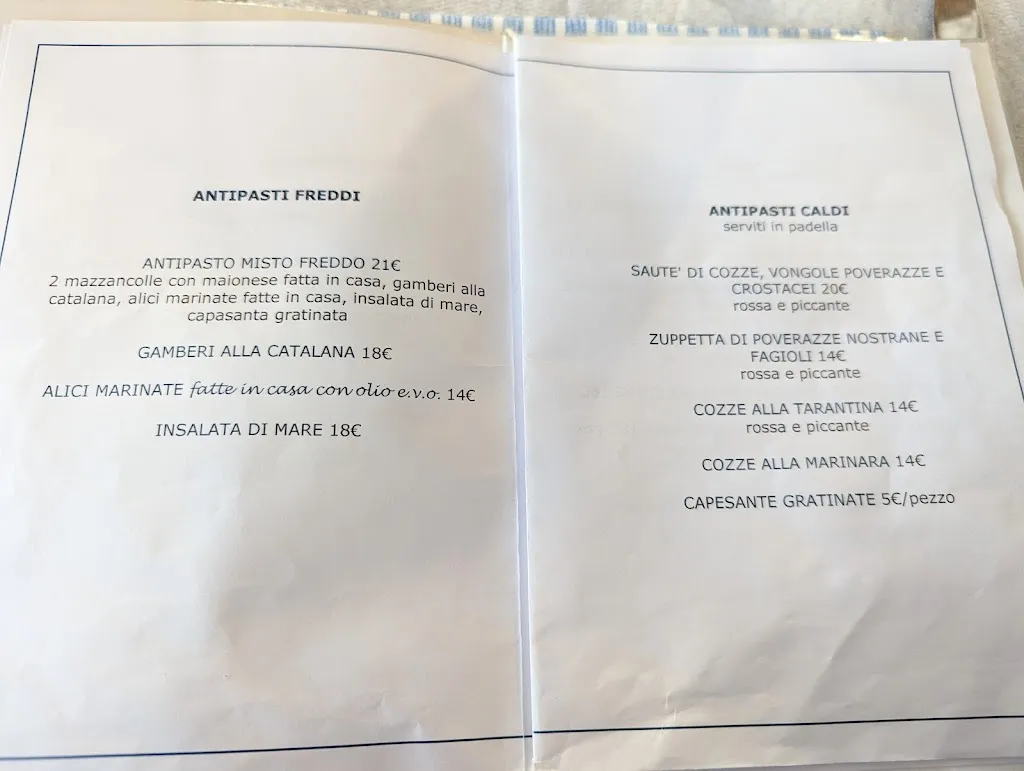 ANTIPASTI FREDDI
ANTIPASTO MISTO FREDDO 21€
2 mazzancolle con maionese fatta in casa, gamberi alla
catalana, alici marinate fatte in casa, insalata di mare,
capasanta gratinata
GAMBERI ALLA CATALANA 18€
ALICI MARINATE fatte in casa con olio e.v.o. 14€
INSALATA DI MARE 18€
ANTIPASTI CALDI
serviti in padella
SAUTE' DI COZZE, VONGOLE POVERAZZE E
CROSTACEI 20€
rossa e piccante
ZUPPETTA DI POVERAZZE NOSTRANE E
FAGIOLI 14€
rossa e piccante
COZZE ALLA TARANTINA 14€
rossa e piccante
COZZE ALLA MARINARA 14€
CAPESANTE GRATINATE 5€/pezzo